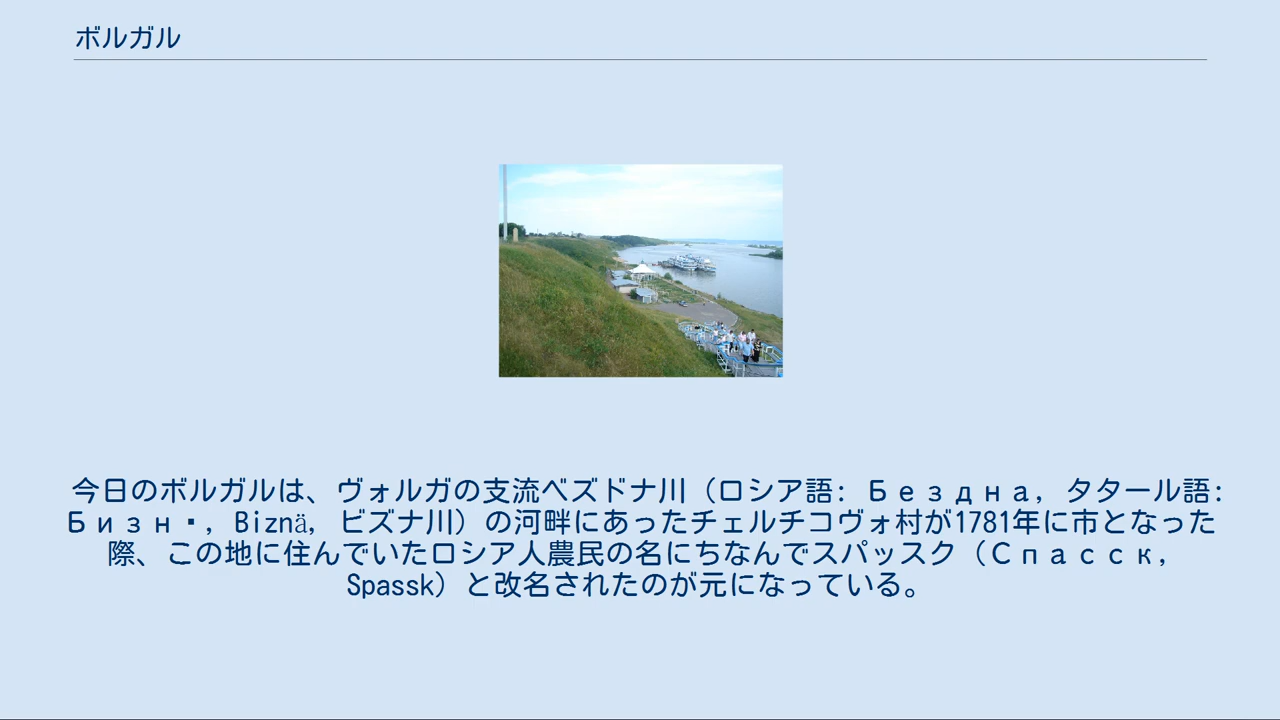 ボルガル
今日のボルガルは、ヴォルガの支流ベズドナ川（ロシア語: Бездна, タタール語:
Бизн▪, Biznä, ビズナ川）の河畔にあったチェルチコヴォ村が1781年に市となった
際、この地に住んでいたロシア人農民の名にちなんでスパッスク（Спасск,
Spassk）と改名されたのが元になっている。